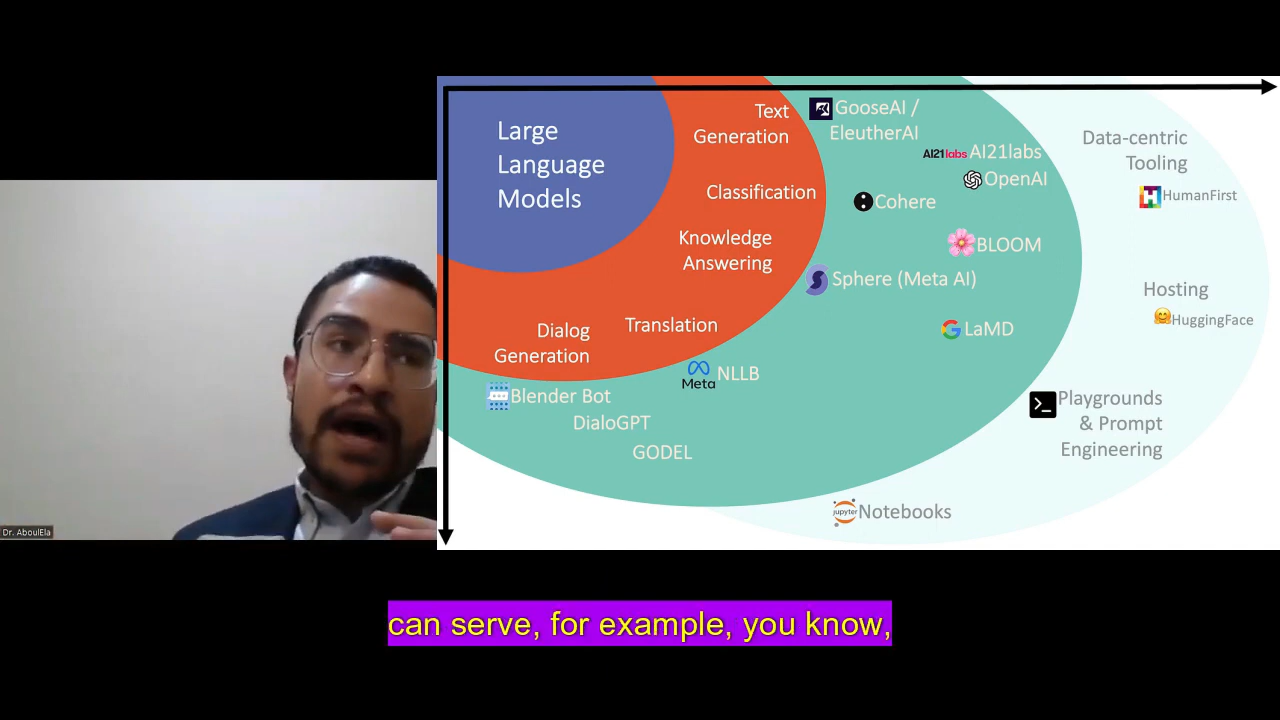 Large
Language
Models
Text
Generation
Classification
Knowledge
Answering
Translation
Dialog
Generation
GooseAI /
EleutherAI
AI21labs AI21labs
OpenAI
Cohere
BLOOM
Sphere (Meta AI)
LaMD
Meta NLLB
Blender Bot
DialoGPT
GODEL
Data-centric
Tooling
HumanFirst
Hosting
HuggingFace
Playgrounds
& Prompt
Engineering
jupyter Notebooks
Dr. AboulEla
can serve, for example, you know,